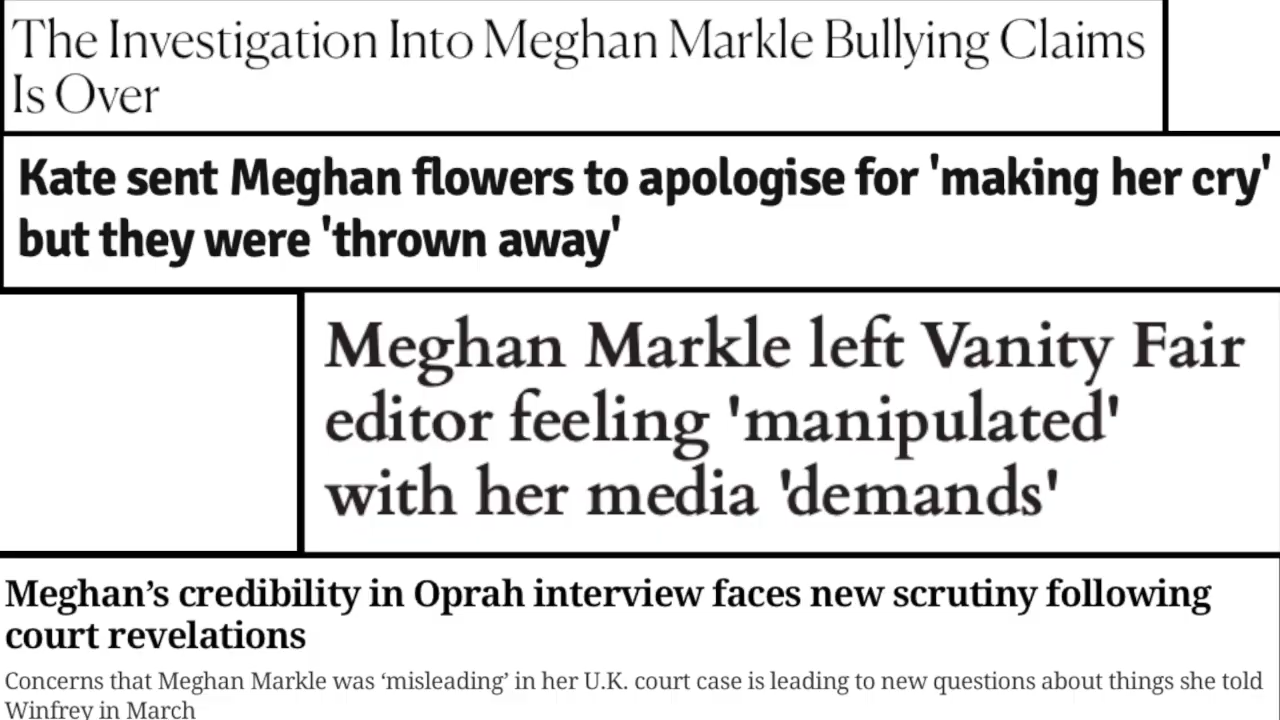 The Investigation Into Meghan Markle Bullying Claims
Is Over
Kate sent Meghan flowers to apologise for 'making her cry'
but they were 'thrown away'
Meghan Markle left Vanity Fair
editor feeling 'manipulated'
with her media 'demands'
Meghan’s credibility in Oprah interview faces new scrutiny following
court revelations
Concerns that Meghan Markle was ‘misleading’ in her U.K. court case is leading to new questions about things she told
Winfrey in March